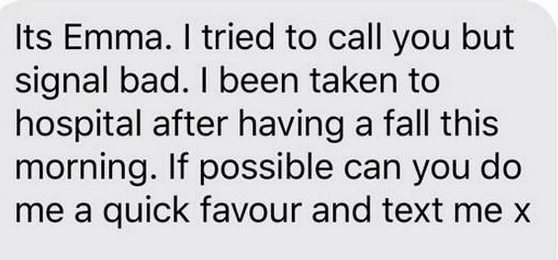 Its Emma. I tried to call you but
signal bad. I been taken to
hospital after having a fall this
morning. If possible can you do
me a quick favour and text me x